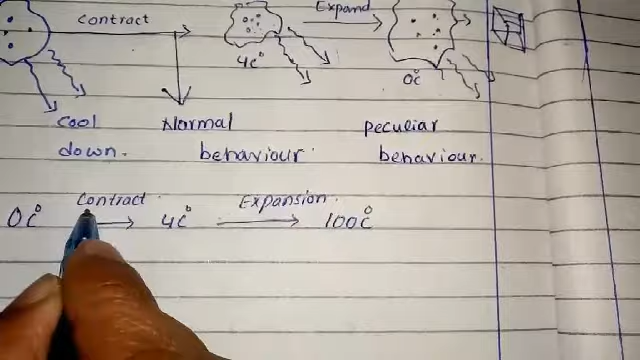 Contract
Expand
4c°
0c°
Cool Normal Peculiar
down. behaviour. behaviour.
Contract Expansion.
0c° 4c° 100c°